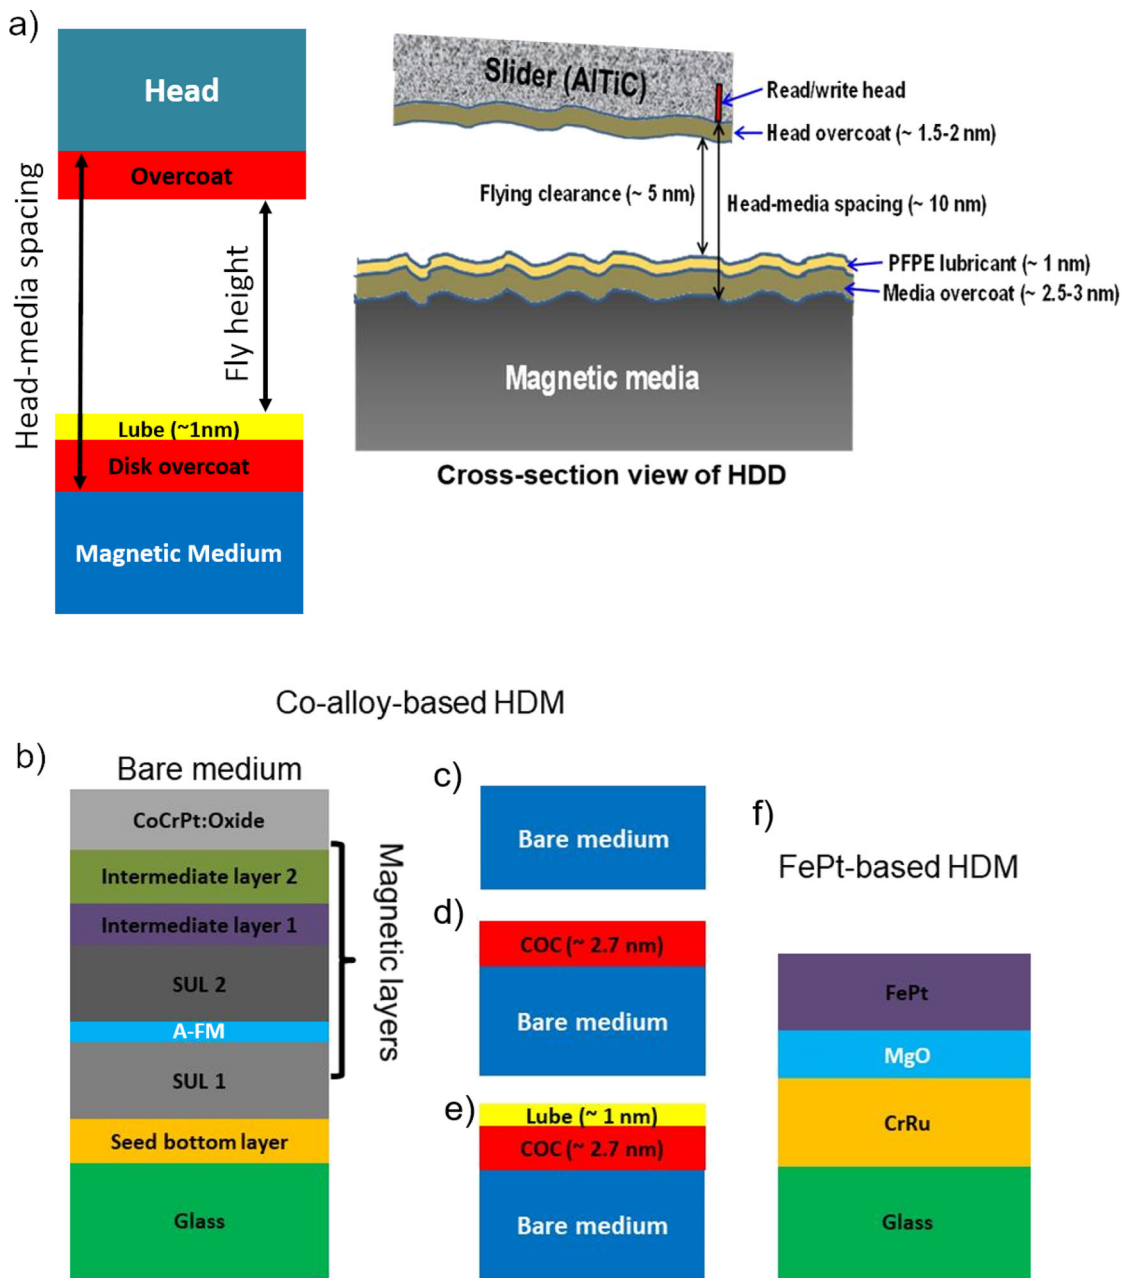 a)
Head
Overcoat
Head-media spacing
Fly height
Lube (~1nm)
Disk overcoat
Magnetic Medium
Slider (AlTiC)
Read/write head
Head overcoat (~ 1.5-2 nm)
Flying clearance (~ 5 nm)
Head-media spacing (~ 10 nm)
PFPE lubricant (~ 1 nm)
Media overcoat (~ 2.5-3 nm)
Magnetic media
Cross-section view of HDD
Co-alloy-based HDM
b)
Bare medium
CoCrPt:Oxide
Intermediate layer 2
Intermediate layer 1
SUL 2
A-FM
SUL 1
Seed bottom layer
Glass
Magnetic layers
c)
Bare medium
d)
COC (~ 2.7 nm)
Bare medium
e)
Lube (~ 1 nm)
COC (~ 2.7 nm)
Bare medium
f)
FePt-based HDM
FePt
MgO
CrRu
Glass